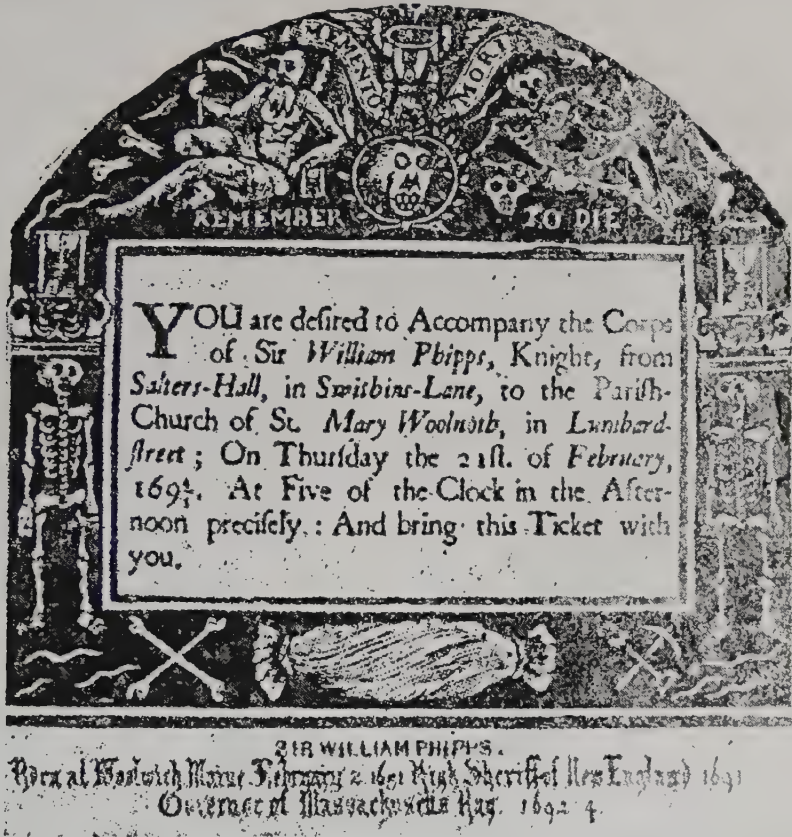 MEMENTO MORI
REMEMBER TO DIE
YOU are desired to Accompany the Corps
of Sir William Phipps, Knight, from
Salters-Hall, in Swithins-Lane, to the Parish-
Church of St. Mary Woolnoth, in Lumbard-
street; On Thursday the 21st. of February,
169⅘. At Five of the Clock in the After-
noon precisely.: And bring this Ticket with
you.
SIR WILLIAM PHIPPS.
at Woolwich Maine February 2 1651 High Sheriff of New England 1691
Governor of Massachusetts 1692 4.